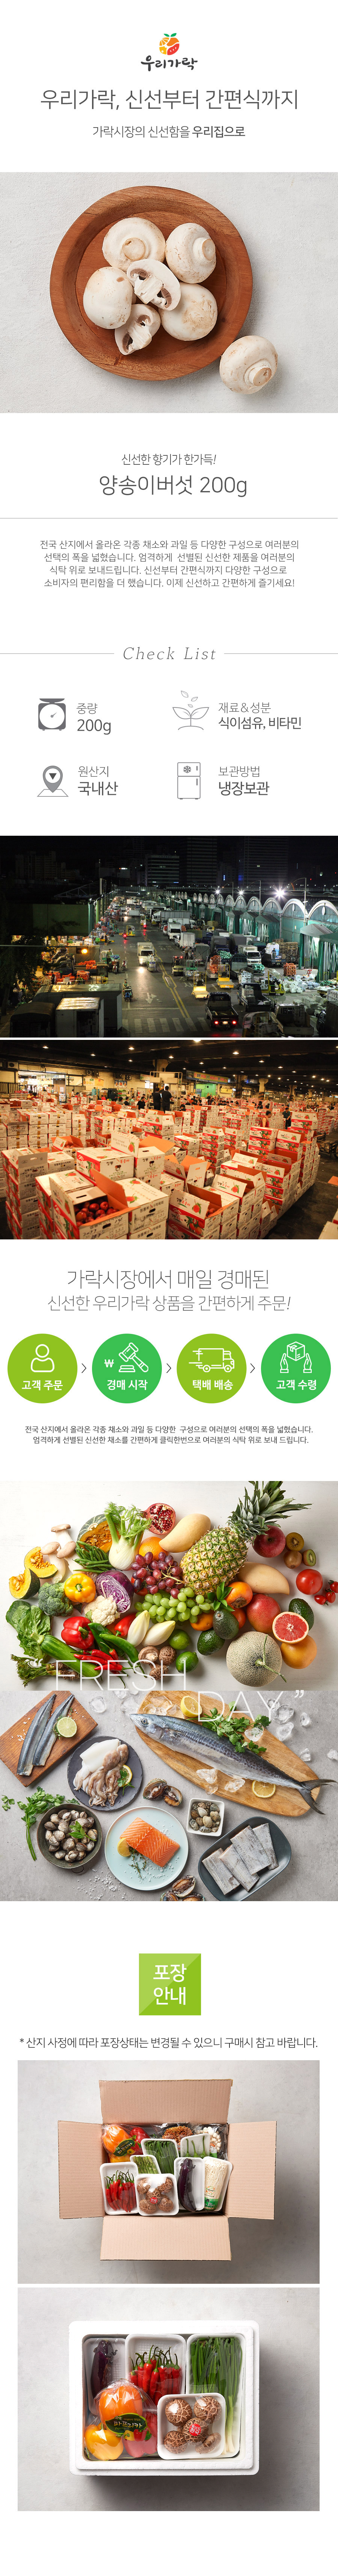 우리가락
우리가락, 신선부터 간편식까지
가락시장의 신선함을 우리집으로
신선한 향기가 한가득!
양송이버섯 200g
전국 산지에서 올라온 각종 채소와 과일 등 다양한 구성으로 여러분의
선택의 폭을 넓혔습니다. 엄격하게 선별된 신선한 제품을 여러분의
식탁 위로 보내드립니다. 신선부터 간편식까지 다양한 구성으로
소비자의 편리함을 더 했습니다. 이제 신선하고 간편하게 즐기세요!
Check List
중량
200g
재료&성분
식이섬유, 비타민
원산지
국내산
보관방법
냉장보관
가락시장에서 매일 경매된
신선한 우리가락 상품을 간편하게 주문!
고객 주문 > ₩ 경매 시작 > 택배 배송 > 고객 수령
전국 산지에서 올라온 각종 채소와 과일 등 다양한 구성으로 여러분의 선택의 폭을 넓혔습니다.
엄격하게 선별된 신선한 채소를 간편하게 클릭한번으로 여러분의 식탁 위로 보내 드립니다.
“ FRESH
DAY ”
포장
안내
* 산지 사정에 따라 포장상태는 변경될 수 있으니 구매시 참고 바랍니다.
파프리카